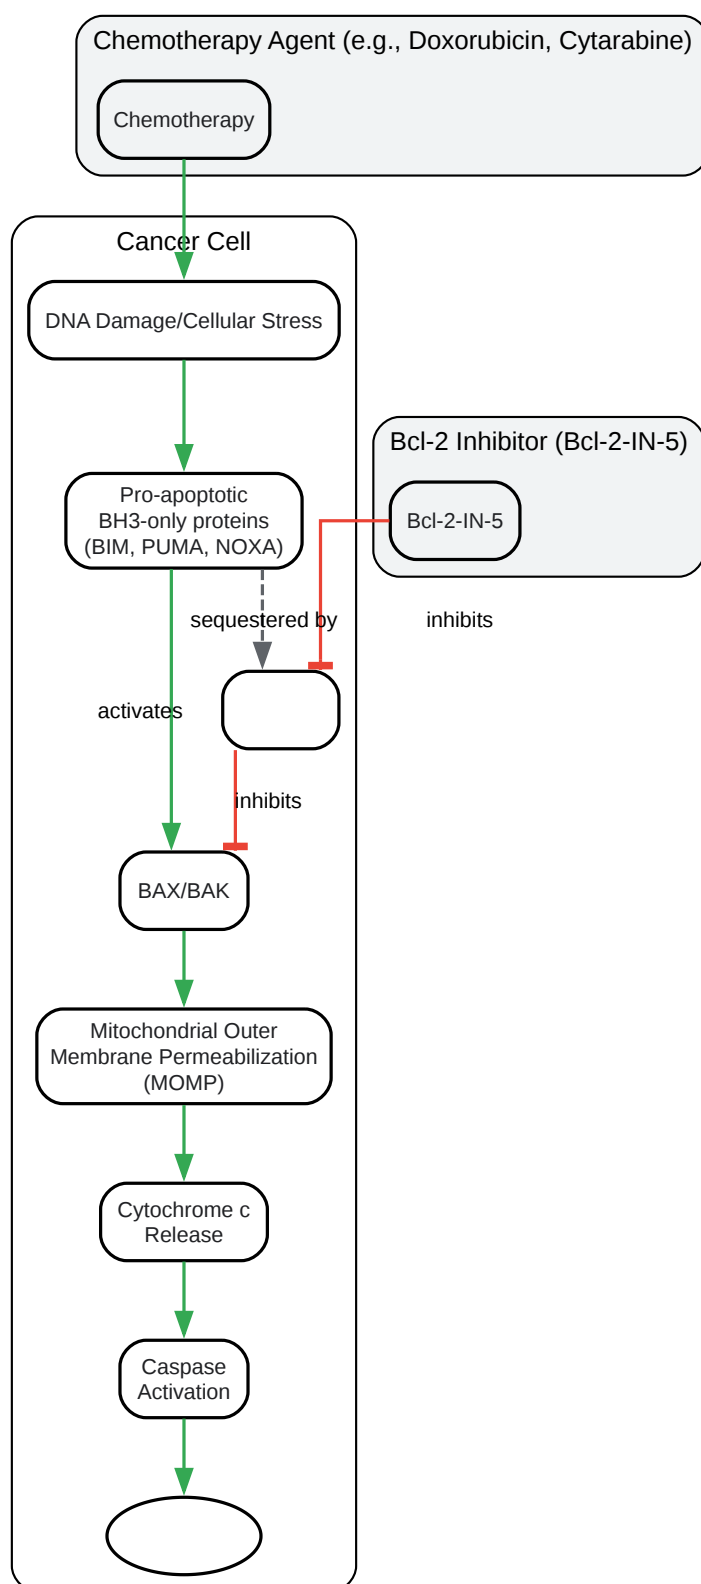 Chemotherapy Agent (e.g., Doxorubicin, Cytarabine)
Chemotherapy
Cancer Cell
DNA Damage/Cellular Stress
Bcl-2 Inhibitor (Bcl-2-IN-5)
Pro-apoptotic
BH3-only proteins
(BIM, PUMA, NOXA)
Bcl-2-IN-5
sequestered by
inhibits
activates
inhibits
BAX/BAK
Mitochondrial Outer
Membrane Permeabilization
(MOMP)
Cytochrome c
Release
Caspase
Activation